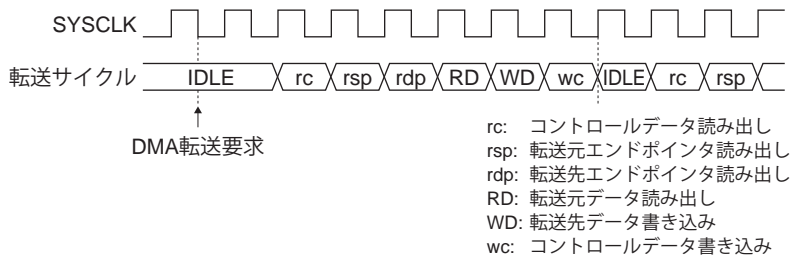 SYSCLK
転送サイクル IDLE rc rsp rdp RD WD wc IDLE rc rsp
DMA転送要求
rc: コントロールデータ読み出し
rsp: 転送元エンドポインタ読み出し
rdp: 転送先エンドポインタ読み出し
RD: 転送元データ読み出し
WD: 転送先データ書き込み
wc: コントロールデータ書き込み